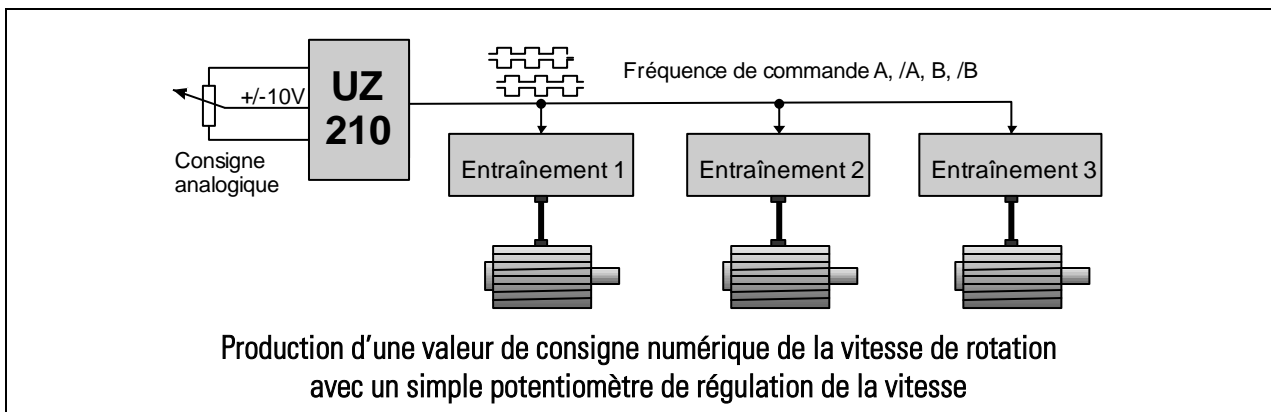 UZ
210
+/-10V
Consigne
analogique
Fréquence de commande A, /A, B, /B
Entraînement 1
Entraînement 2
Entraînement 3
Production d’une valeur de consigne numérique de la vitesse de rotation
avec un simple potentiomètre de régulation de la vitesse